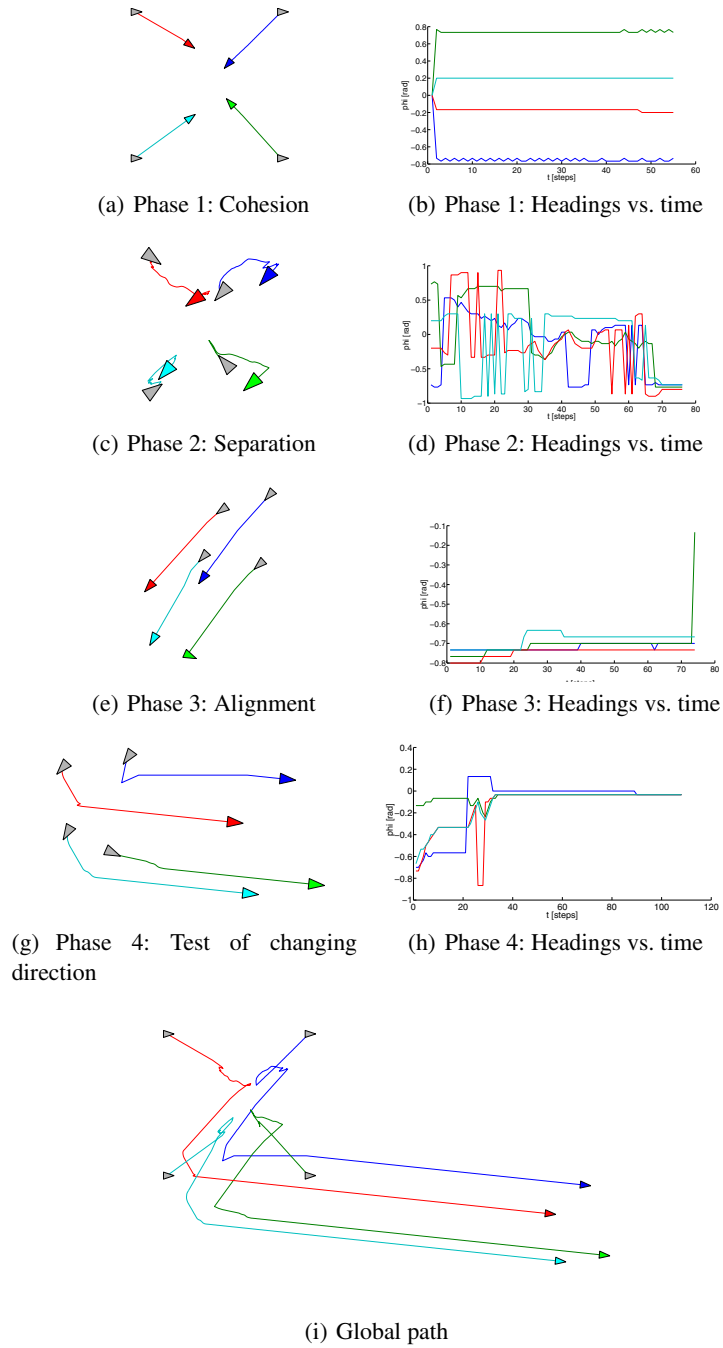 0.8
0.6
0.4
0.2
0
−0.2
−0.4
−0.6
−0.8
phi [rad]
0 10 20 30 40 50 60
t [steps]
(a) Phase 1: Cohesion
(b) Phase 1: Headings vs. time
1
0.5
0
−0.5
−1
phi [rad]
0 10 20 30 40 50 60 70 80
t [steps]
(c) Phase 2: Separation
(d) Phase 2: Headings vs. time
−0.1
−0.2
−0.3
−0.4
−0.5
−0.6
−0.7
−0.8
phi [rad]
0 10 20 30 40 50 60 70 80
t [steps]
(e) Phase 3: Alignment
(f) Phase 3: Headings vs. time
0.4
0.2
0
−0.2
−0.4
−0.6
−0.8
−1
phi [rad]
0 20 40 60 80 100 120
t [steps]
(g) Phase 4: Test of changing
direction
(h) Phase 4: Headings vs. time
(i) Global path